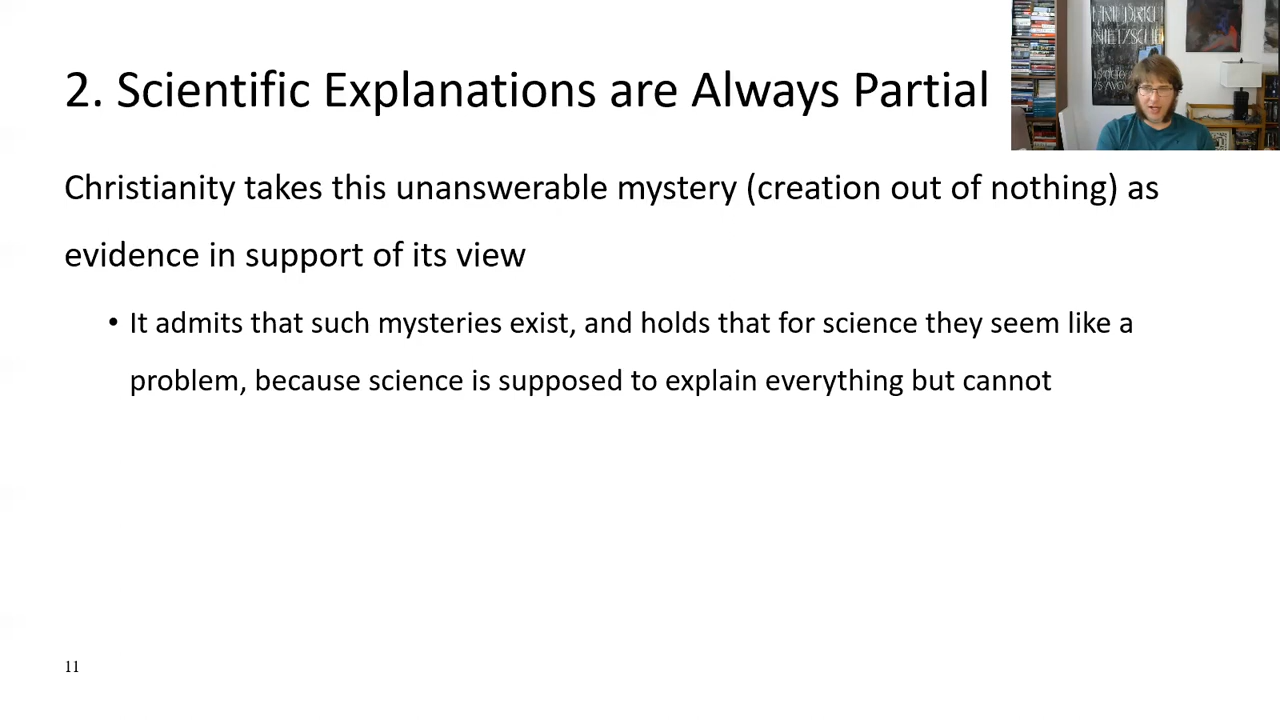 2. Scientific Explanations are Always Partial
NIETZSCHE
Christianity takes this unanswerable mystery (creation out of nothing) as
evidence in support of its view
• It admits that such mysteries exist, and holds that for science they seem like a
problem, because science is supposed to explain everything but cannot
11